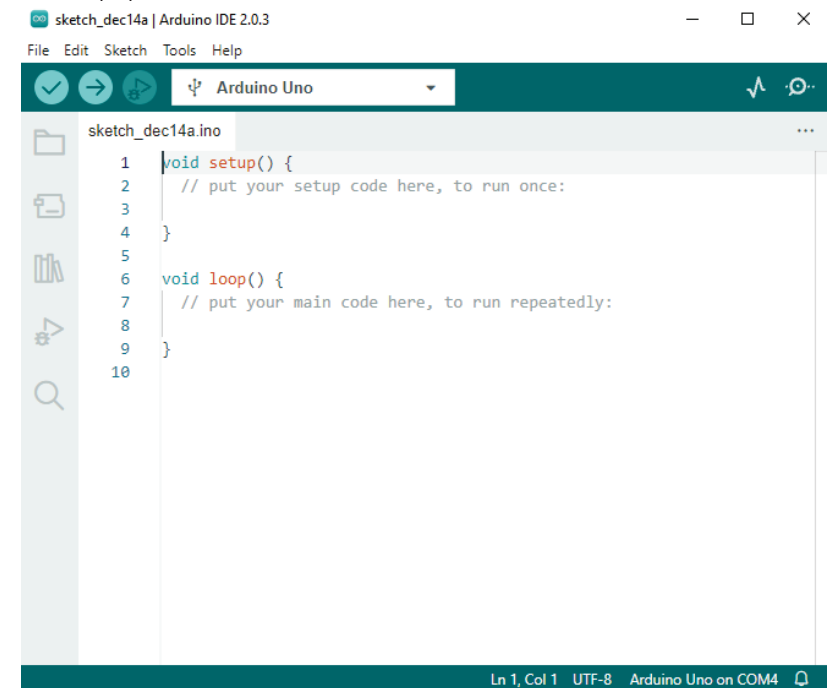 sketch_dec14a | Arduino IDE 2.0.3
File Edit Sketch Tools Help
Arduino Uno
sketch_dec14a.ino
1 void setup() {
2 // put your setup code here, to run once:
3
4 }
5
6 void loop() {
7 // put your main code here, to run repeatedly:
8
9 }
10
Ln 1, Col 1 UTF-8 Arduino Uno on COM4